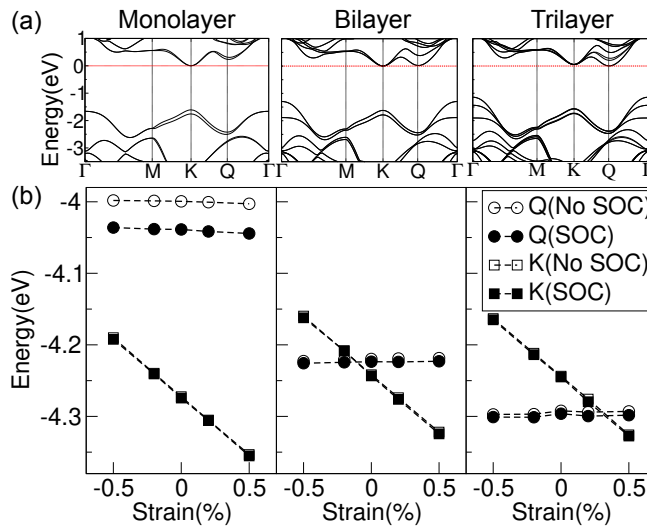 (a) Monolayer Bilayer Trilayer
Energy(eV)
1
0
-1
-2
-3
Γ M K Q Γ M K Q Γ M K Q Γ
(b)
Energy(eV)
-4
-4.1
-4.2
-4.3
Q(No SOC)
Q(SOC)
K(No SOC)
K(SOC)
-0.5 0 0.5 -0.5 0 0.5 -0.5 0 0.5
Strain(%) Strain(%) Strain(%)